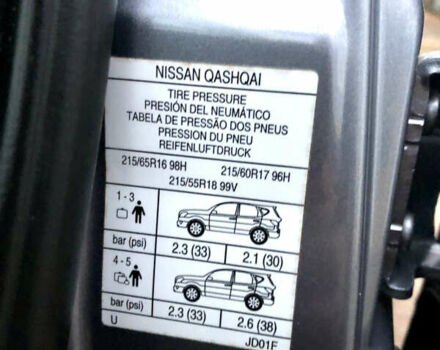 NISSAN QASHQAI
TIRE PRESSURE
PRESIÓN DEL NEUMÁTICO
TABELA DE PRESSÃO DOS PNEUS
PRESSION DU PNEU
REIFENLUFTDRUCK
215/65R16 98H 215/60R17 96H
215/55R18 99V
1 - 3
bar (psi) 2.3 (33) 2.1 (30)
4 - 5
bar (psi) 2.3 (33) 2.6 (38)
U JD01F